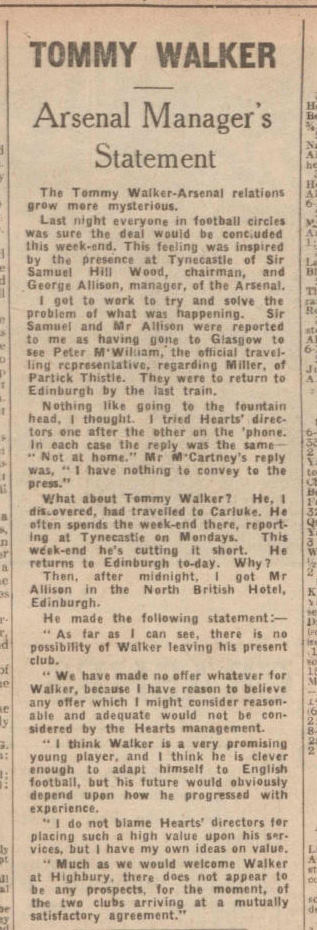 TOMMY WALKER
Arsenal Manager's
Statement
The Tommy Walker-Arsenal relations
grow more mysterious.
Last night everyone in football circles
was sure the deal would be concluded
this week-end. This feeling was inspired
by the presence at Tynecastle of Sir
Samuel Hill Wood, chairman, and
George Allison, manager, of the Arsenal.
I got to work to try and solve the
problem of what was happening. Sir
Samuel and Mr Allison were reported
to me as having gone to Glasgow to
see Peter M'William, the official travel-
ling representative, regarding Miller, of
Partick Thistle. They were to return to
Edinburgh by the last train.
Nothing like going to the fountain
head, I thought. I tried Hearts' direc-
tors one after the other on the 'phone.
In each case the reply was the same—
"Not at home." Mr M'Cartney's reply
was, "I have nothing to convey to the
press."
What about Tommy Walker? He, I
discovered, had travelled to Carluke. He
often spends the week-end there, report-
ing at Tynecastle on Mondays. This
week-end he's cutting it short. He
returns to Edinburgh to-day. Why?
Then, after midnight, I got Mr
Allison in the North British Hotel,
Edinburgh.
He made the following statement:—
"As far as I can see, there is no
possibility of Walker leaving his present
club.
"We have made no offer whatever for
Walker, because I have reason to believe
any offer which I might consider reason-
able and adequate would not be con-
sidered by the Hearts management.
"I think Walker is a very promising
young player, and I think he is clever
enough to adapt himself to English
football, but his future would obviously
depend upon how he progressed with
experience.
"I do not blame Hearts' directors for
placing such a high value upon his ser-
vices, but I have my own ideas on value.
"Much as we would welcome Walker
at Highbury, there does not appear to
be any prospects, for the moment, of
the two clubs arriving at a mutually
satisfactory agreement."